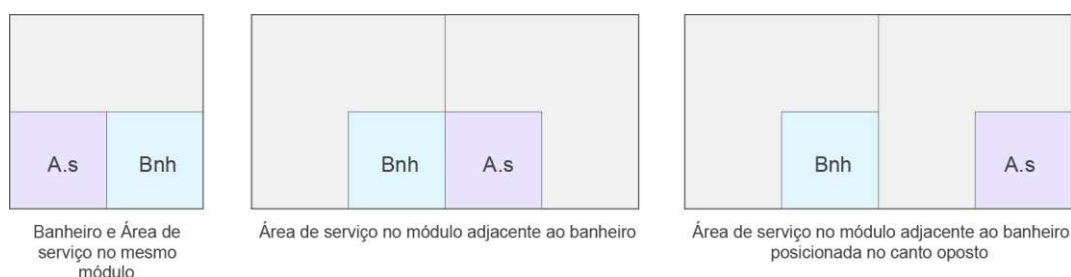 A.s
Bnh
Banheiro e Área de
serviço no mesmo
módulo
Bnh
A.s
Área de serviço no módulo adjacente ao banheiro
Bnh
A.s
Área de serviço no módulo adjacente ao banheiro
posicionada no canto oposto